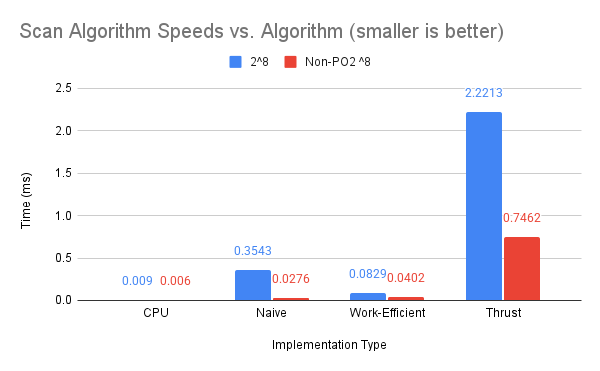 Scan Algorithm Speeds vs. Algorithm (smaller is better)
2^8 Non-PO2 ^8
2.5
2.0
1.5
1.0
0.5
0.0
Time (ms)
0.009 0.006
0.3543 0.0276
0.0829 0.0402
2.2213 0.7462
CPU Naive Work-Efficient Thrust
Implementation Type